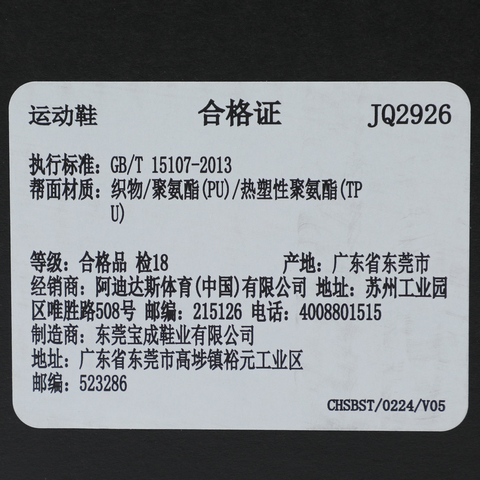 运动鞋 合格证 JQ2926
执行标准: GB/T 15107-2013
帮面材质: 织物/聚氨酯(PU)/热塑性聚氨酯(TP
U)
等级: 合格品 检18 产地: 广东省东莞市
经销商: 阿迪达斯体育(中国)有限公司 地址: 苏州工业园
区唯胜路508号 邮编: 215126 电话: 4008801515
制造商: 东莞宝成鞋业有限公司
地址: 广东省东莞市高埗镇裕元工业区
邮编: 523286
CHSBST/0224/V05